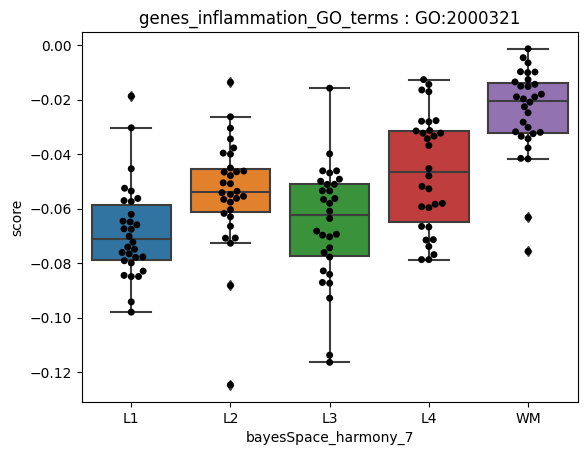 genes_inflammation_GO_terms : GO:2000321
0.00
−0.02
−0.04
−0.06
−0.08
−0.10
−0.12
score
L1 L2 L3 L4 WM
bayesSpace_harmony_7